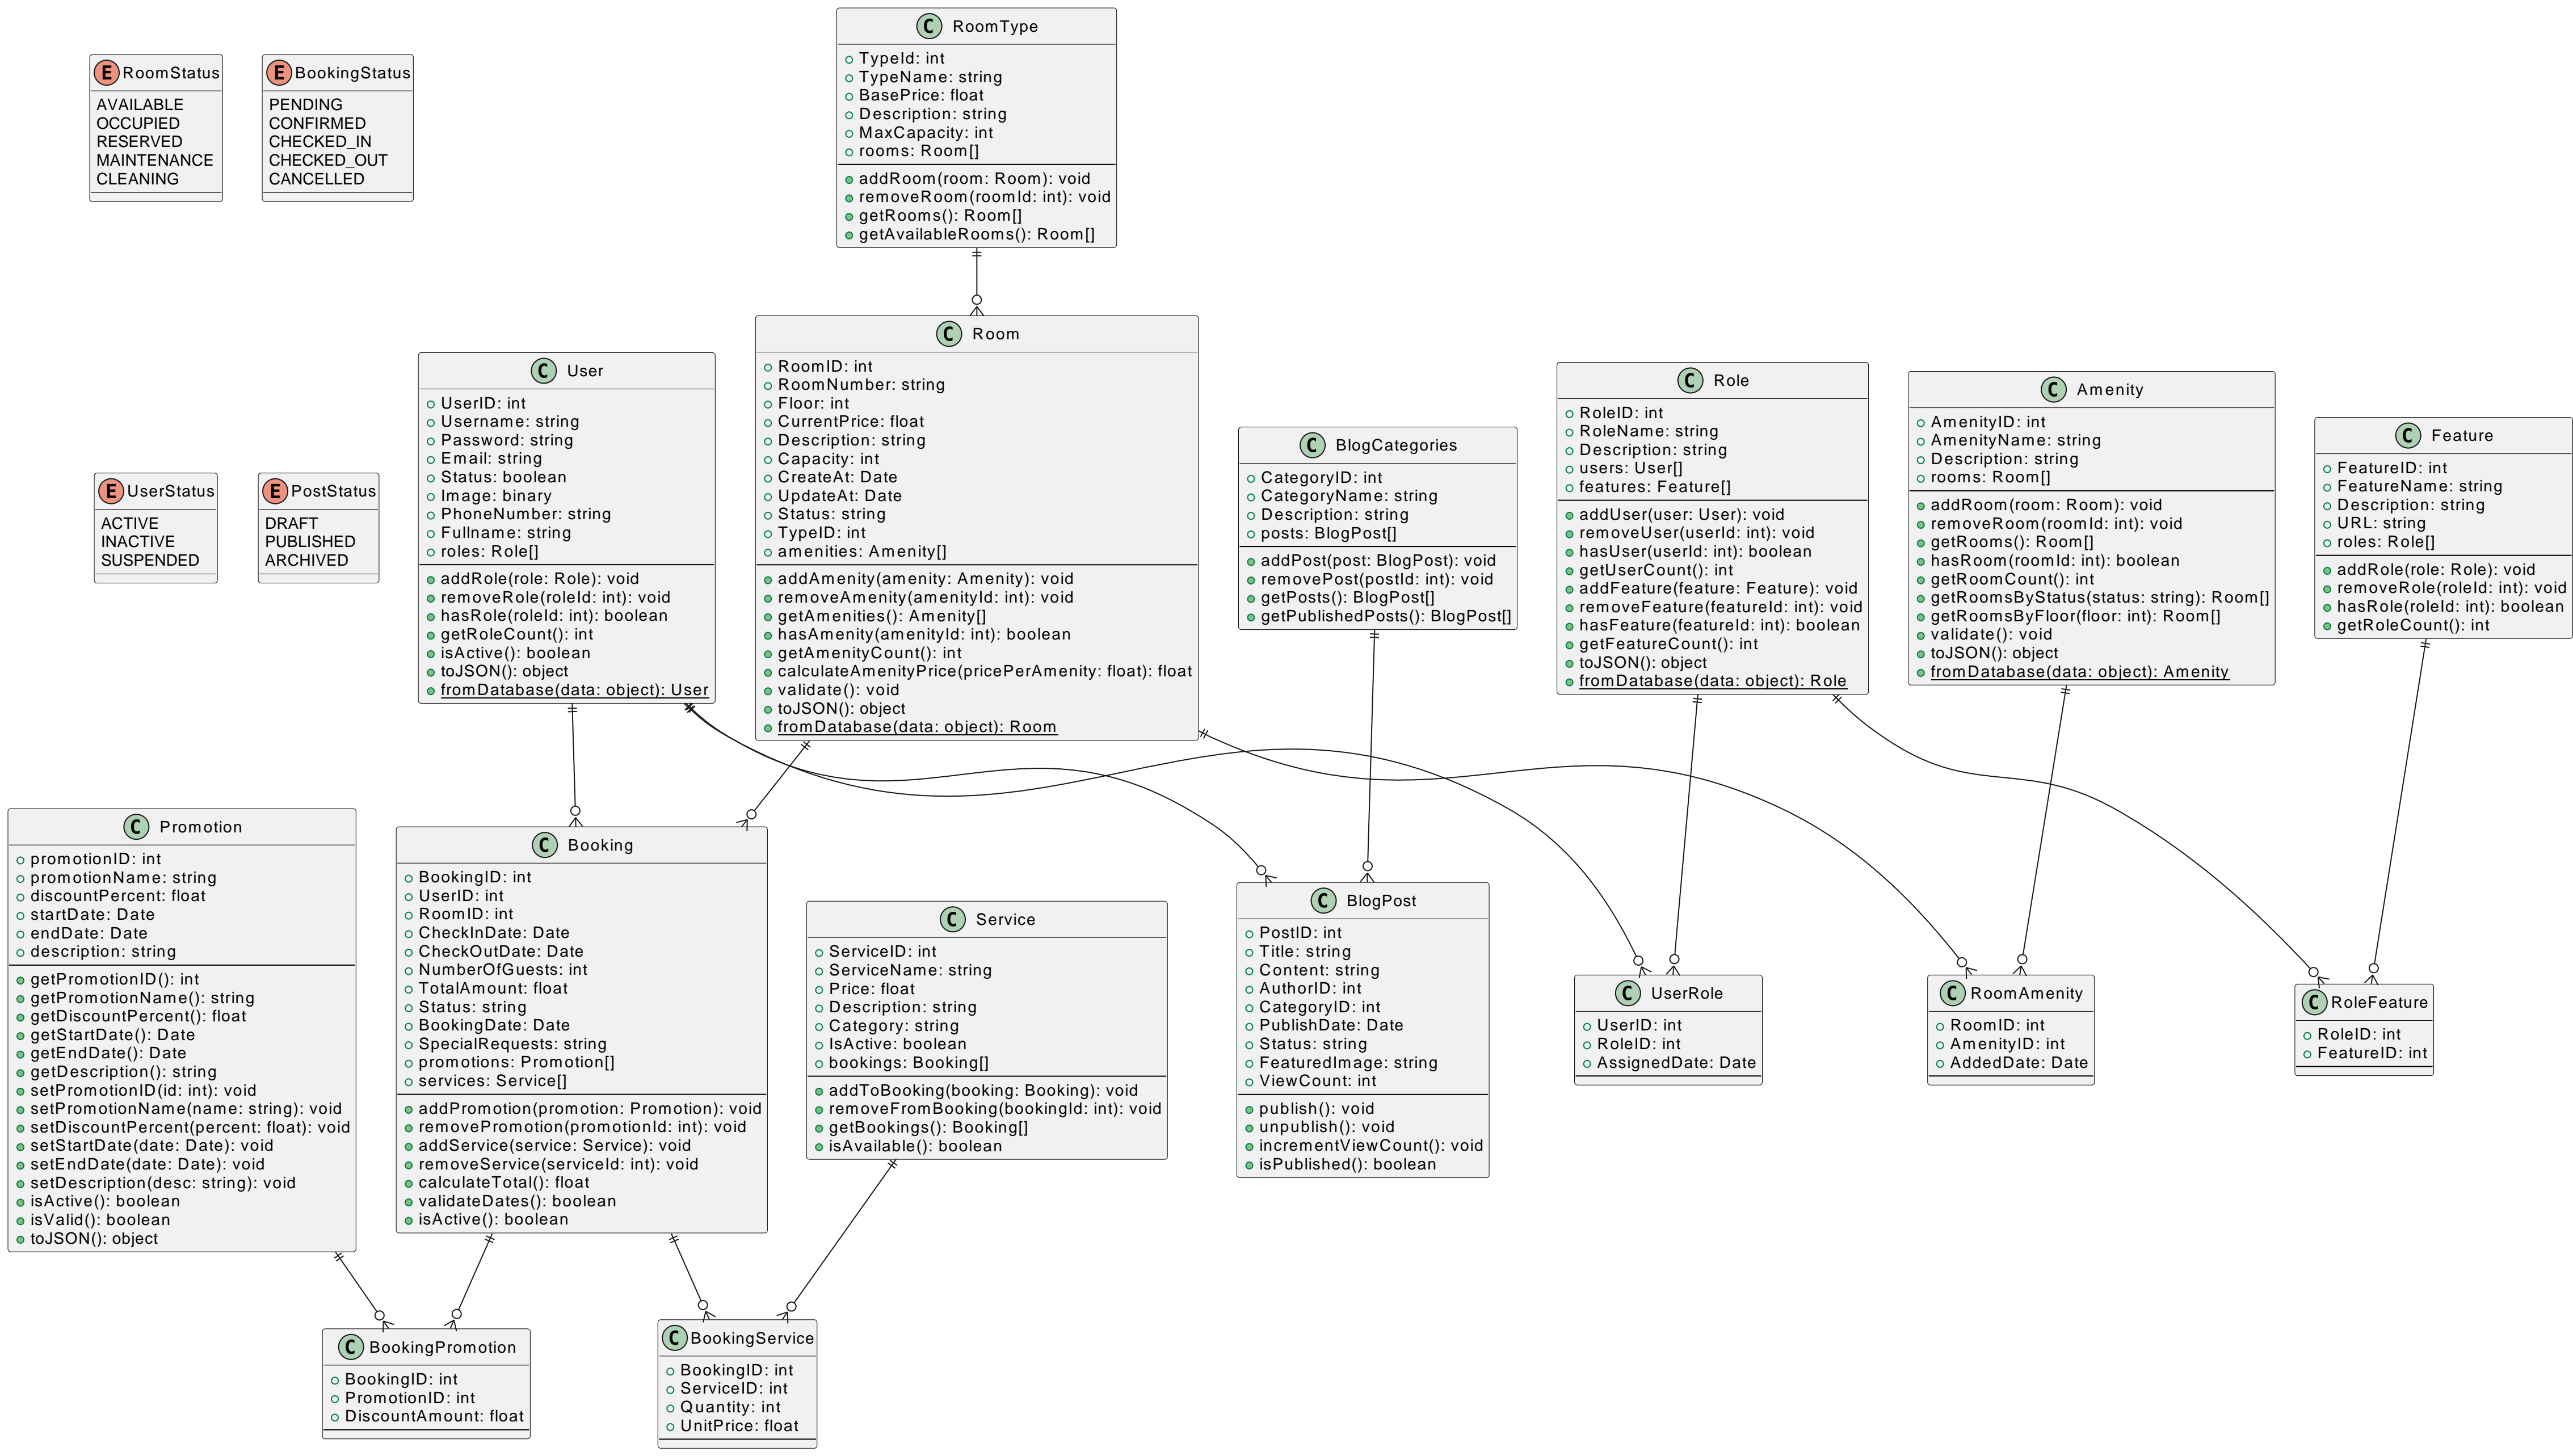 RoomType
TypeId: int
TypeName: string
BasePrice: float
Description: string
MaxCapacity: int
rooms: Room[]
addRoom(room: Room): void
removeRoom(roomId: int): void
getRooms(): Room[]
getAvailableRooms(): Room[]
RoomStatus
AVAILABLE
OCCUPIED
RESERVED
MAINTENANCE
CLEANING
BookingStatus
PENDING
CONFIRMED
CHECKED_IN
CHECKED_OUT
CANCELLED
UserStatus
ACTIVE
INACTIVE
SUSPENDED
PostStatus
DRAFT
PUBLISHED
ARCHIVED
User
UserID: int
Username: string
Password: string
Email: string
Status: boolean
Image: binary
PhoneNumber: string
Fullname: string
roles: Role[]
addRole(role: Role): void
removeRole(roleId: int): void
hasRole(roleId: int): boolean
getRoleCount(): int
isActive(): boolean
toJSON(): object
fromDatabase(data: object): User
Room
RoomID: int
RoomNumber: string
Floor: int
CurrentPrice: float
Description: string
Capacity: int
CreateAt: Date
UpdateAt: Date
Status: string
TypeID: int
amenities: Amenity[]
addAmenity(amenity: Amenity): void
removeAmenity(amenityId: int): void
getAmenities(): Amenity[]
hasAmenity(amenityId: int): boolean
getAmenityCount(): int
calculateAmenityPrice(pricePerAmenity: float): float
validate(): void
toJSON(): object
fromDatabase(data: object): Room
BlogCategories
CategoryID: int
CategoryName: string
Description: string
posts: BlogPost[]
addPost(post: BlogPost): void
removePost(postId: int): void
getPosts(): BlogPost[]
getPublishedPosts(): BlogPost[]
Role
RoleID: int
RoleName: string
Description: string
users: User[]
features: Feature[]
addUser(user: User): void
removeUser(userId: int): void
hasUser(userId: int): boolean
getUserCount(): int
addFeature(feature: Feature): void
removeFeature(featureId: int): void
hasFeature(featureId: int): boolean
getFeatureCount(): int
toJSON(): object
fromDatabase(data: object): Role
Amenity
AmenityID: int
AmenityName: string
Description: string
rooms: Room[]
addRoom(room: Room): void
removeRoom(roomId: int): void
getRooms(): Room[]
hasRoom(roomId: int): boolean
getRoomCount(): int
getRoomsByStatus(status: string): Room[]
getRoomsByFloor(floor: int): Room[]
validate(): void
toJSON(): object
fromDatabase(data: object): Amenity
Feature
FeatureID: int
FeatureName: string
Description: string
URL: string
roles: Role[]
addRole(role: Role): void
removeRole(roleId: int): void
hasRole(roleId: int): boolean
getRoleCount(): int
Promotion
promotionID: int
promotionName: string
discountPercent: float
startDate: Date
endDate: Date
description: string
getPromotionID(): int
getPromotionName(): string
getDiscountPercent(): float
getStartDate(): Date
getEndDate(): Date
getDescription(): string
setPromotionID(id: int): void
setPromotionName(name: string): void
setDiscountPercent(percent: float): void
setStartDate(date: Date): void
setEndDate(date: Date): void
setDescription(desc: string): void
isActive(): boolean
isValid(): boolean
toJSON(): object
Booking
BookingID: int
UserID: int
RoomID: int
CheckInDate: Date
CheckOutDate: Date
NumberOfGuests: int
TotalAmount: float
Status: string
BookingDate: Date
SpecialRequests: string
promotions: Promotion[]
services: Service[]
addPromotion(promotion: Promotion): void
removePromotion(promotionId: int): void
addService(service: Service): void
removeService(serviceId: int): void
calculateTotal(): float
validateDates(): boolean
isActive(): boolean
Service
ServiceID: int
ServiceName: string
Price: float
Description: string
Category: string
IsActive: boolean
bookings: Booking[]
addToBooking(booking: Booking): void
removeFromBooking(bookingId: int): void
getBookings(): Booking[]
isAvailable(): boolean
BlogPost
PostID: int
Title: string
Content: string
AuthorID: int
CategoryID: int
PublishDate: Date
Status: string
FeaturedImage: string
ViewCount: int
publish(): void
unpublish(): void
incrementViewCount(): void
isPublished(): boolean
UserRole
UserID: int
RoleID: int
AssignedDate: Date
RoomAmenity
RoomID: int
AmenityID: int
AddedDate: Date
RoleFeature
RoleID: int
FeatureID: int
BookingPromotion
BookingID: int
PromotionID: int
DiscountAmount: float
BookingService
BookingID: int
ServiceID: int
Quantity: int
UnitPrice: float